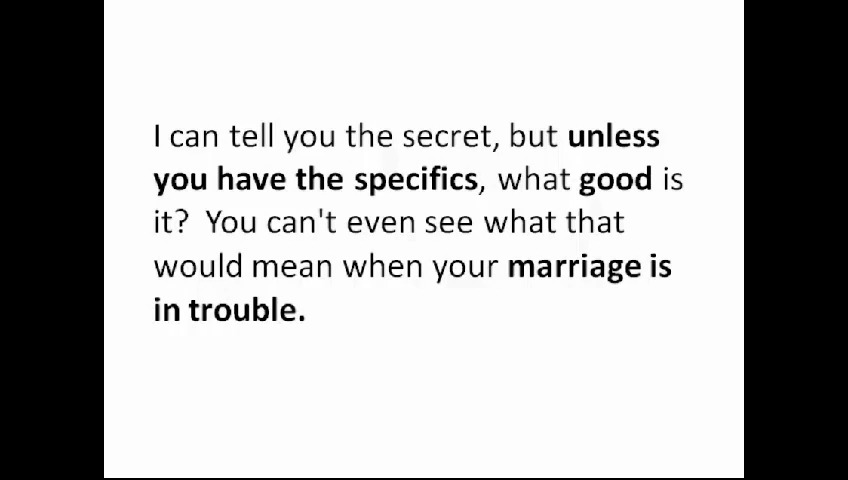 I can tell you the secret, but unless
you have the specifics, what good is
it?  You can't even see what that
would mean when your marriage is
in trouble.